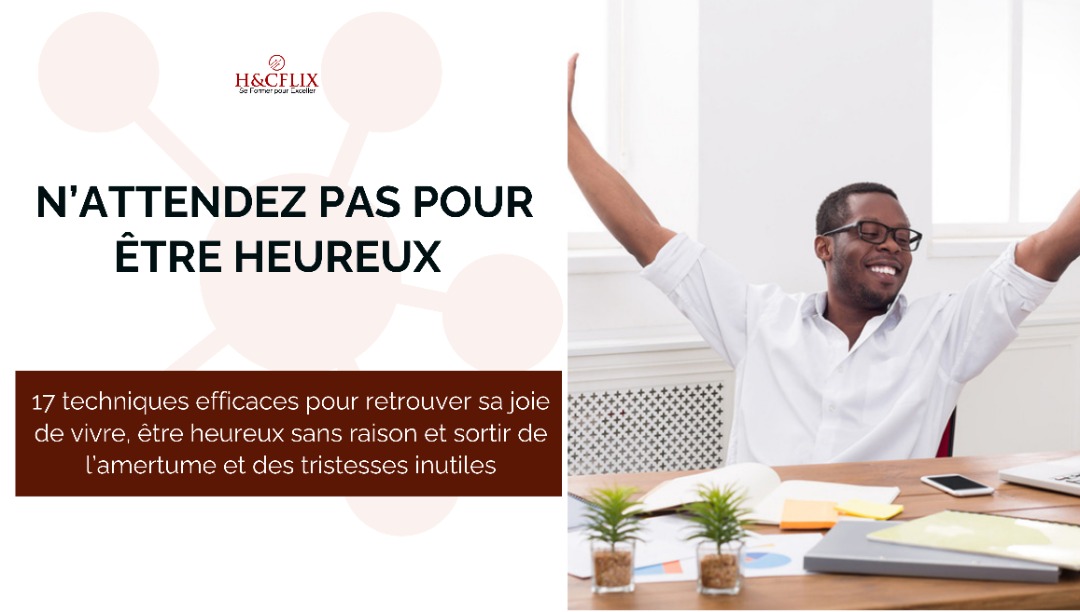 H&CFLIX
Se Former pour Exceller
N’ATTENDEZ PAS POUR
ÊTRE HEUREUX
17 techniques efficaces pour retrouver sa joie
de vivre, être heureux sans raison et sortir de
l’amertume et des tristesses inutiles